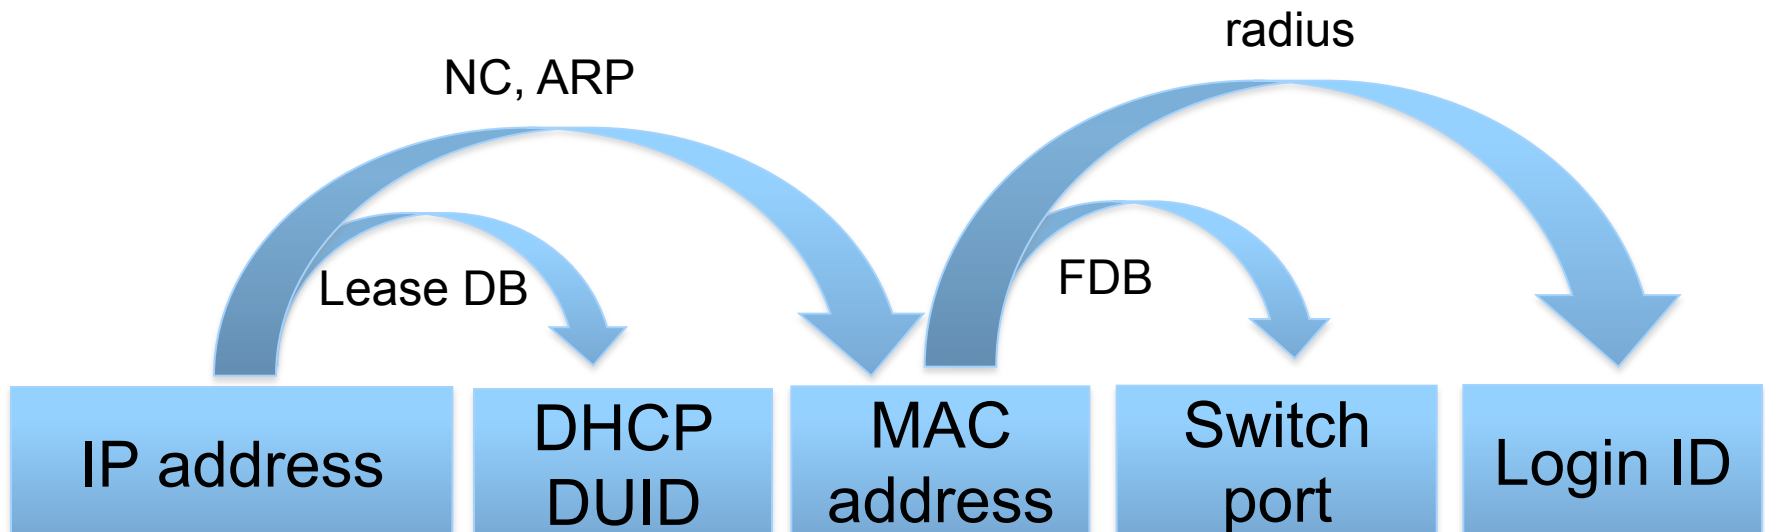 radius
NC, ARP
Lease DB
FDB
IP address
DHCP
DUID
MAC
address
Switch
port
Login ID